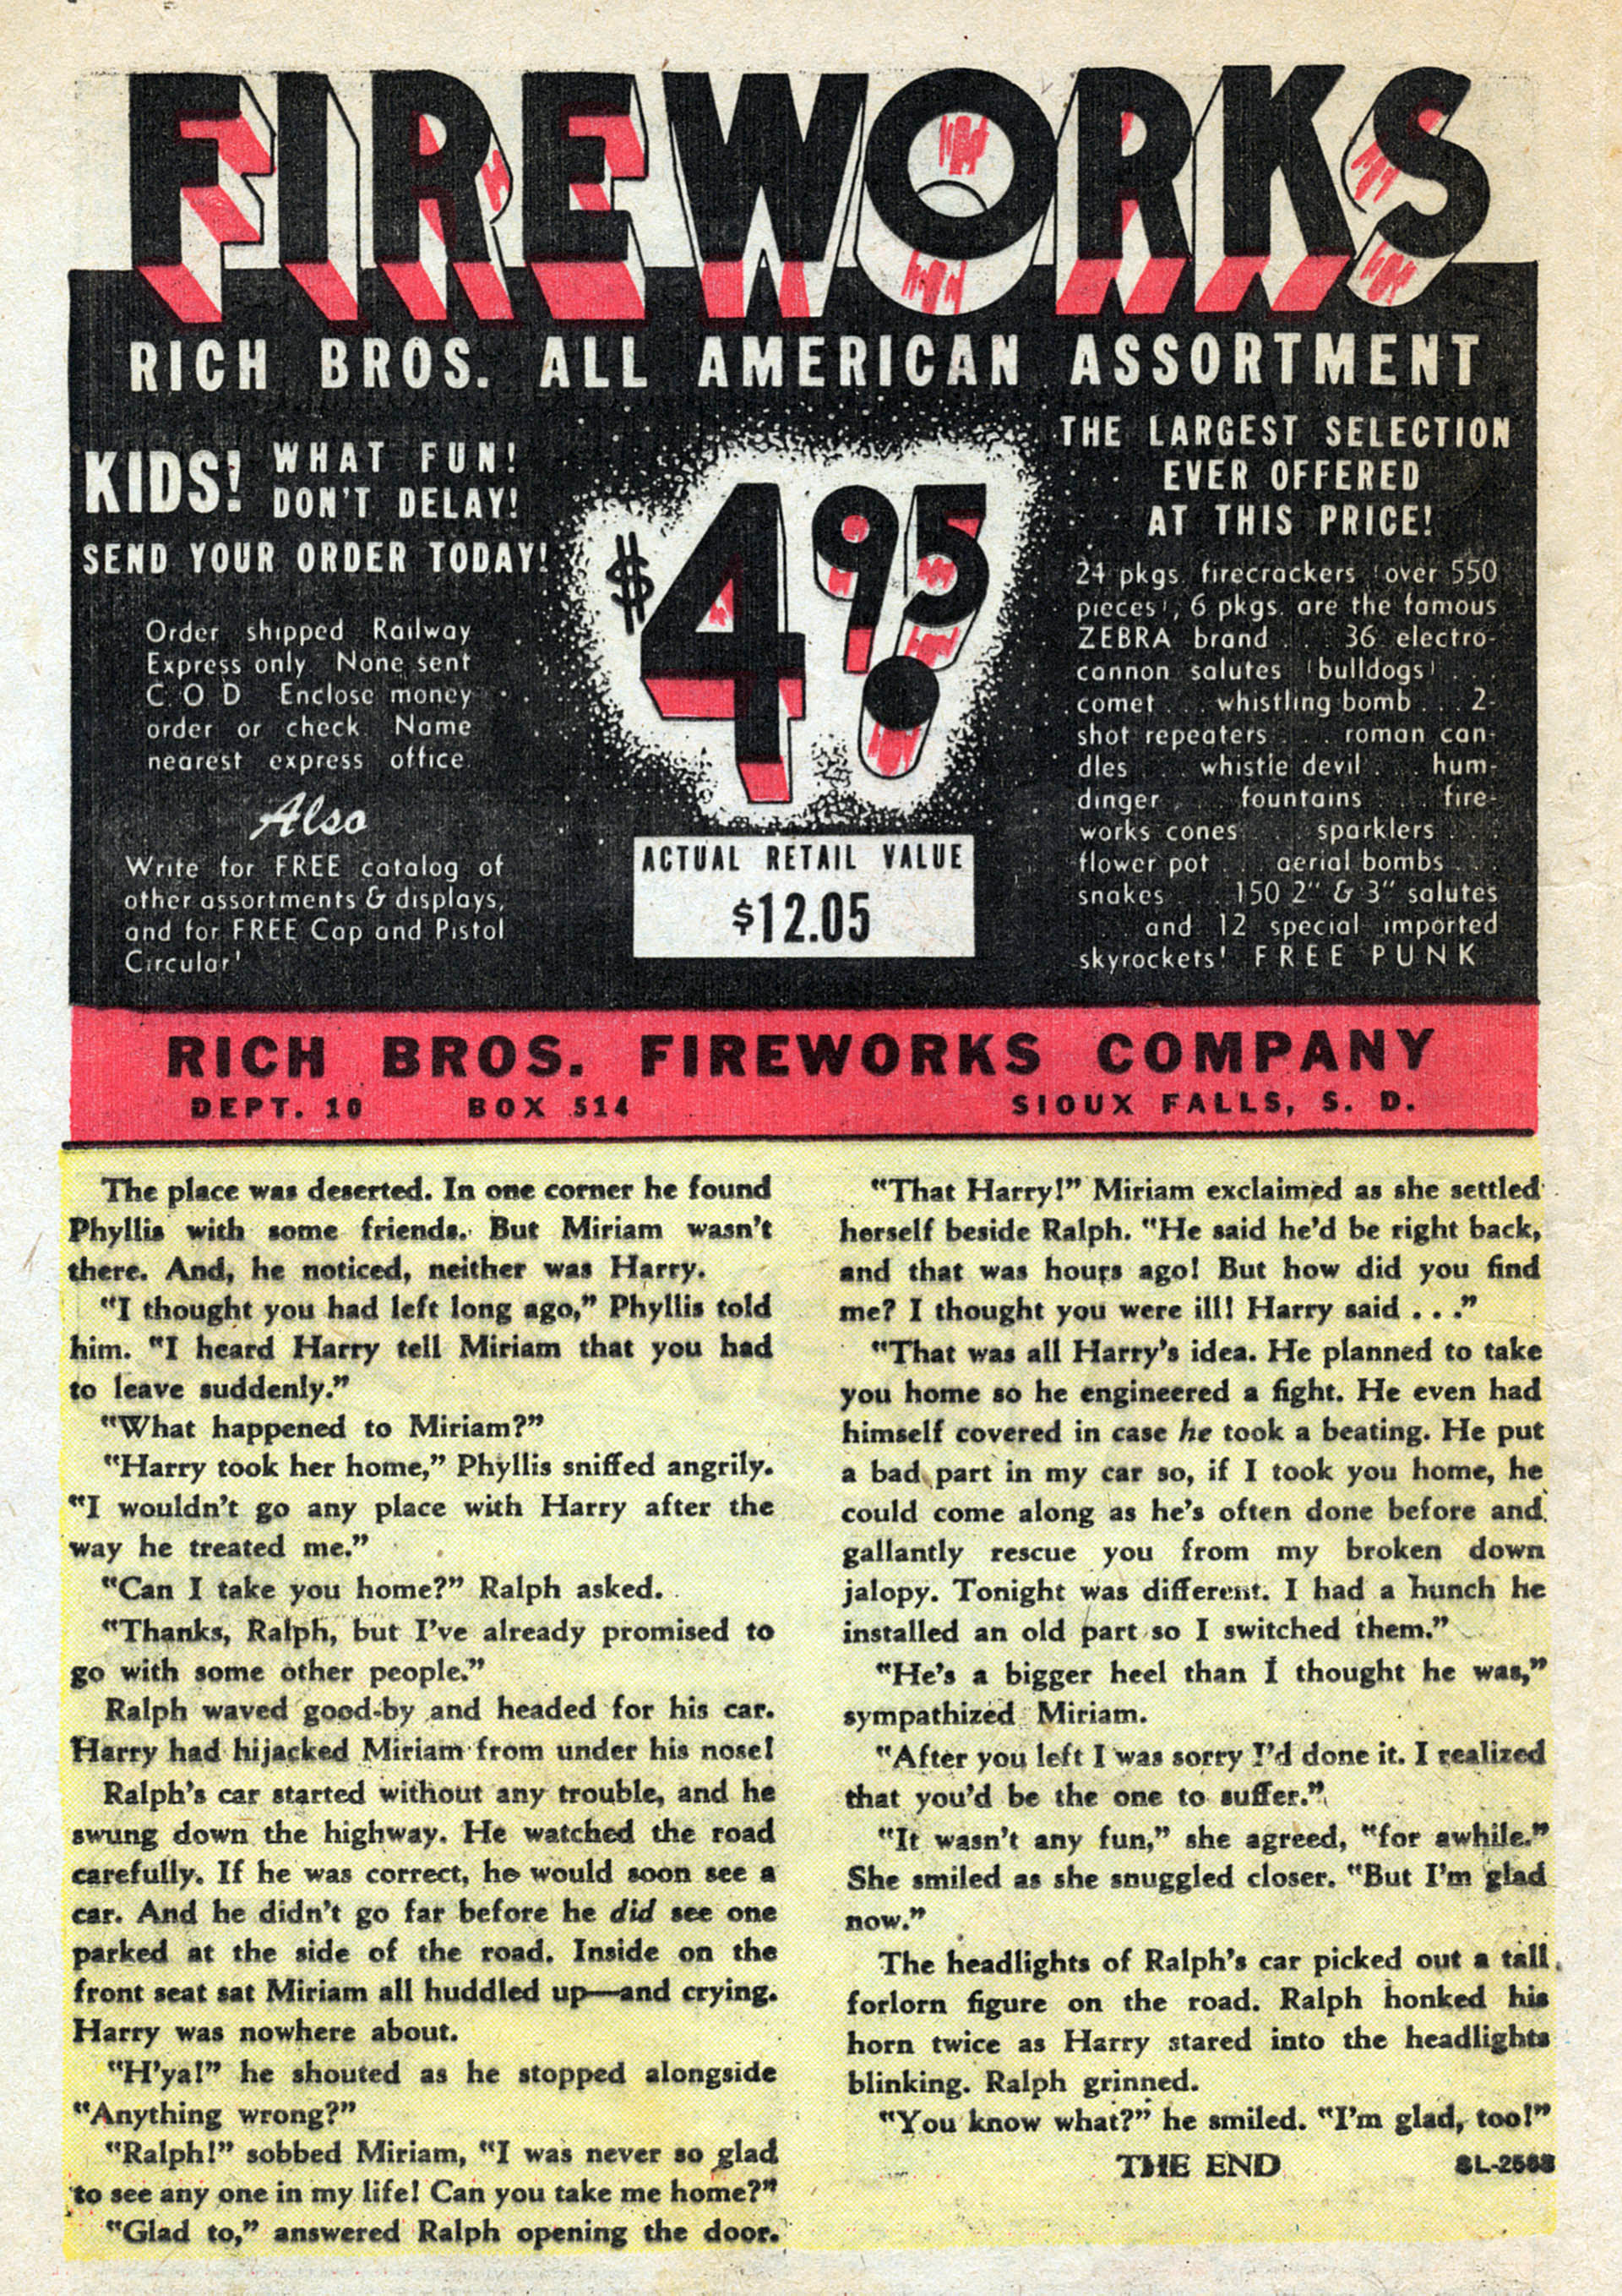 FIREWORKS
RICH BROS. ALL AMERICAN ASSORTMENT
KIDS! WHAT FUN!
DON'T DELAY!
SEND YOUR ORDER TODAY!
Order shipped Railway
Express only None sent
C O D Enclose money
order or check. Name
nearest express office.
Also
Write for FREE catalog of
other assortments & displays,
and for FREE Cap and Pistol
Circular!
$4.95
ACTUAL RETAIL VALUE
$12.05
THE LARGEST SELECTION
EVER OFFERED
AT THIS PRICE!
24 pkgs. firecrackers (over 550
pieces), 6 pkgs. are the famous
ZEBRA brand . . . 36 electro-
cannon salutes (bulldogs) . . .
comet . . . whistling bomb . . . 2-
shot repeaters . . . roman can-
dles . . . whistle devil . . . hum-
dinger . . . fountains . . . fire-
works cones . . . sparklers . . .
flower pot . . . aerial bombs . . .
snakes . . . 150 2" & 3" salutes
. . . and 12 special imported
skyrockets! FREE PUNK
RICH BROS. FIREWORKS COMPANY
DEPT. 10 BOX 514 SIOUX FALLS, S. D.
The place was deserted. In one corner he found
Phyllis with some friends. But Miriam wasn't
there. And, he noticed, neither was Harry.
"I thought you had left long ago," Phyllis told
him. "I heard Harry tell Miriam that you had
to leave suddenly."
"What happened to Miriam?"
"Harry took her home," Phyllis sniffed angrily.
"I wouldn't go any place with Harry after the
way he treated me."
"Can I take you home?" Ralph asked.
"Thanks, Ralph, but I've already promised to
go with some other people."
Ralph waved good-by and headed for his car.
Harry had hijacked Miriam from under his nose!
Ralph's car started without any trouble, and he
swung down the highway. He watched the road
carefully. If he was correct, he would soon see a
car. And he didn't go far before he did see one
parked at the side of the road. Inside on the
front seat sat Miriam all huddled up—and crying.
Harry was nowhere about.
"H'ya!" he shouted as he stopped alongside
"Anything wrong?"
"Ralph!" sobbed Miriam, "I was never so glad
to see any one in my life! Can you take me home?"
"Glad to," answered Ralph opening the door.
"That Harry!" Miriam exclaimed as she settled
herself beside Ralph. "He said he'd be right back,
and that was hours ago! But how did you find
me? I thought you were ill! Harry said . . ."
"That was all Harry's idea. He planned to take
you home so he engineered a fight. He even had
himself covered in case he took a beating. He put
a bad part in my car so, if I took you home, he
could come along as he's often done before and
gallantly rescue you from my broken down
jalopy. Tonight was different. I had a hunch he
installed an old part so I switched them."
"He's a bigger heel than I thought he was,"
sympathized Miriam.
"After you left I was sorry I'd done it. I realized
that you'd be the one to suffer."
"It wasn't any fun," she agreed, "for awhile."
She smiled as she snuggled closer. "But I'm glad
now."
The headlights of Ralph's car picked out a tall
forlorn figure on the road. Ralph honked his
horn twice as Harry stared into the headlights
blinking. Ralph grinned.
"You know what?" he smiled. "I'm glad, too!"
THE END